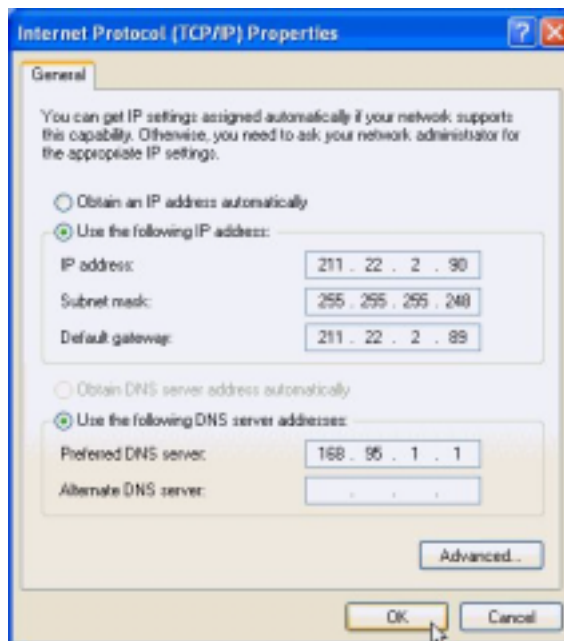 Internet Protocol (TCP/IP) Properties
General
You can get IP settings assigned automatically if your network supports
this capability. Otherwise, you need to ask your network administrator for
the appropriate IP settings.
Obtain an IP address automatically
Use the following IP address:
IP address: 211 . 22 . 2 . 90
Subnet mask: 255 . 255 . 255 . 248
Default gateway: 211 . 22 . 2 . 89
Obtain DNS server address automatically
Use the following DNS server addresses:
Preferred DNS server: 168 . 95 . 1 . 1
Alternate DNS server: . . .
Advanced...
OK Cancel